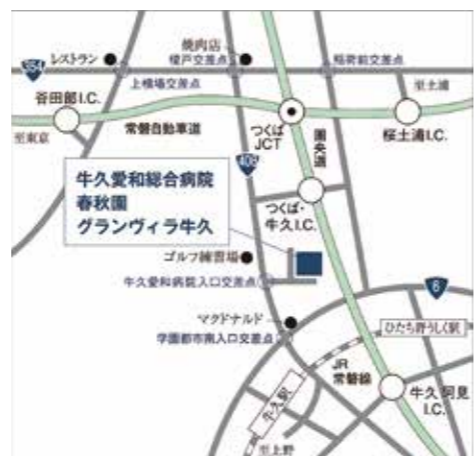 焼肉店
レストラン
榎戸交差点
稲荷前交差点
354
上横場交差点
至土浦
谷田部I.C.
至東京
常磐自動車道
つくば
JCT
圏央道
桜土浦I.C.
408
牛久愛和総合病院
春秋園
グランヴィラ牛久
つくば・
牛久I.C.
ゴルフ練習場
牛久愛和病院入口交差点
6
マクドナルド
ひたち野うしく駅
学園都市南入口交差点
JR
常磐線
牛久阿見
I.C.
牛久駅
至上野